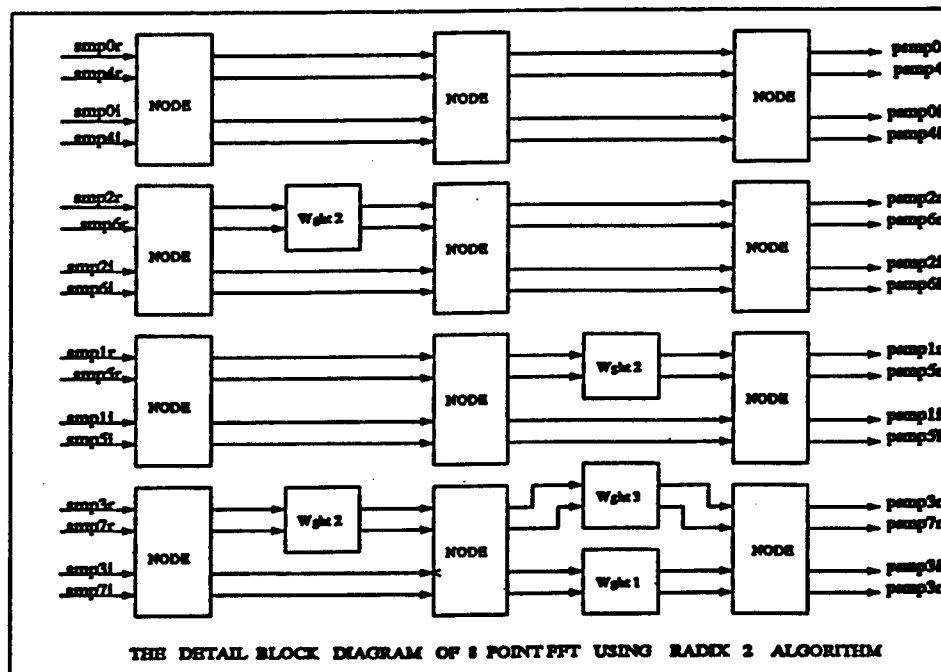 smp0r
smp4r
smp0i
smp4i
NODE
NODE
NODE
psmp0
psmp4
psmp0i
psmp4i
smp2r
smp6r
smp2i
smp6i
NODE
Wght 2
NODE
NODE
psmp2r
psmp6r
psmp2i
psmp6i
smp1r
smp5r
smp1i
smp5i
NODE
NODE
Wght 2
NODE
psmp1r
psmp5r
psmp1i
psmp5i
smp3r
smp7r
smp3i
smp7i
NODE
Wght 2
NODE
Wght 3
Wght 1
NODE
psmp3r
psmp7r
psmp3i
psmp3r
THE DETAIL BLOCK DIAGRAM OF 8 POINT FFT USING RADIX 2 ALGORITHM